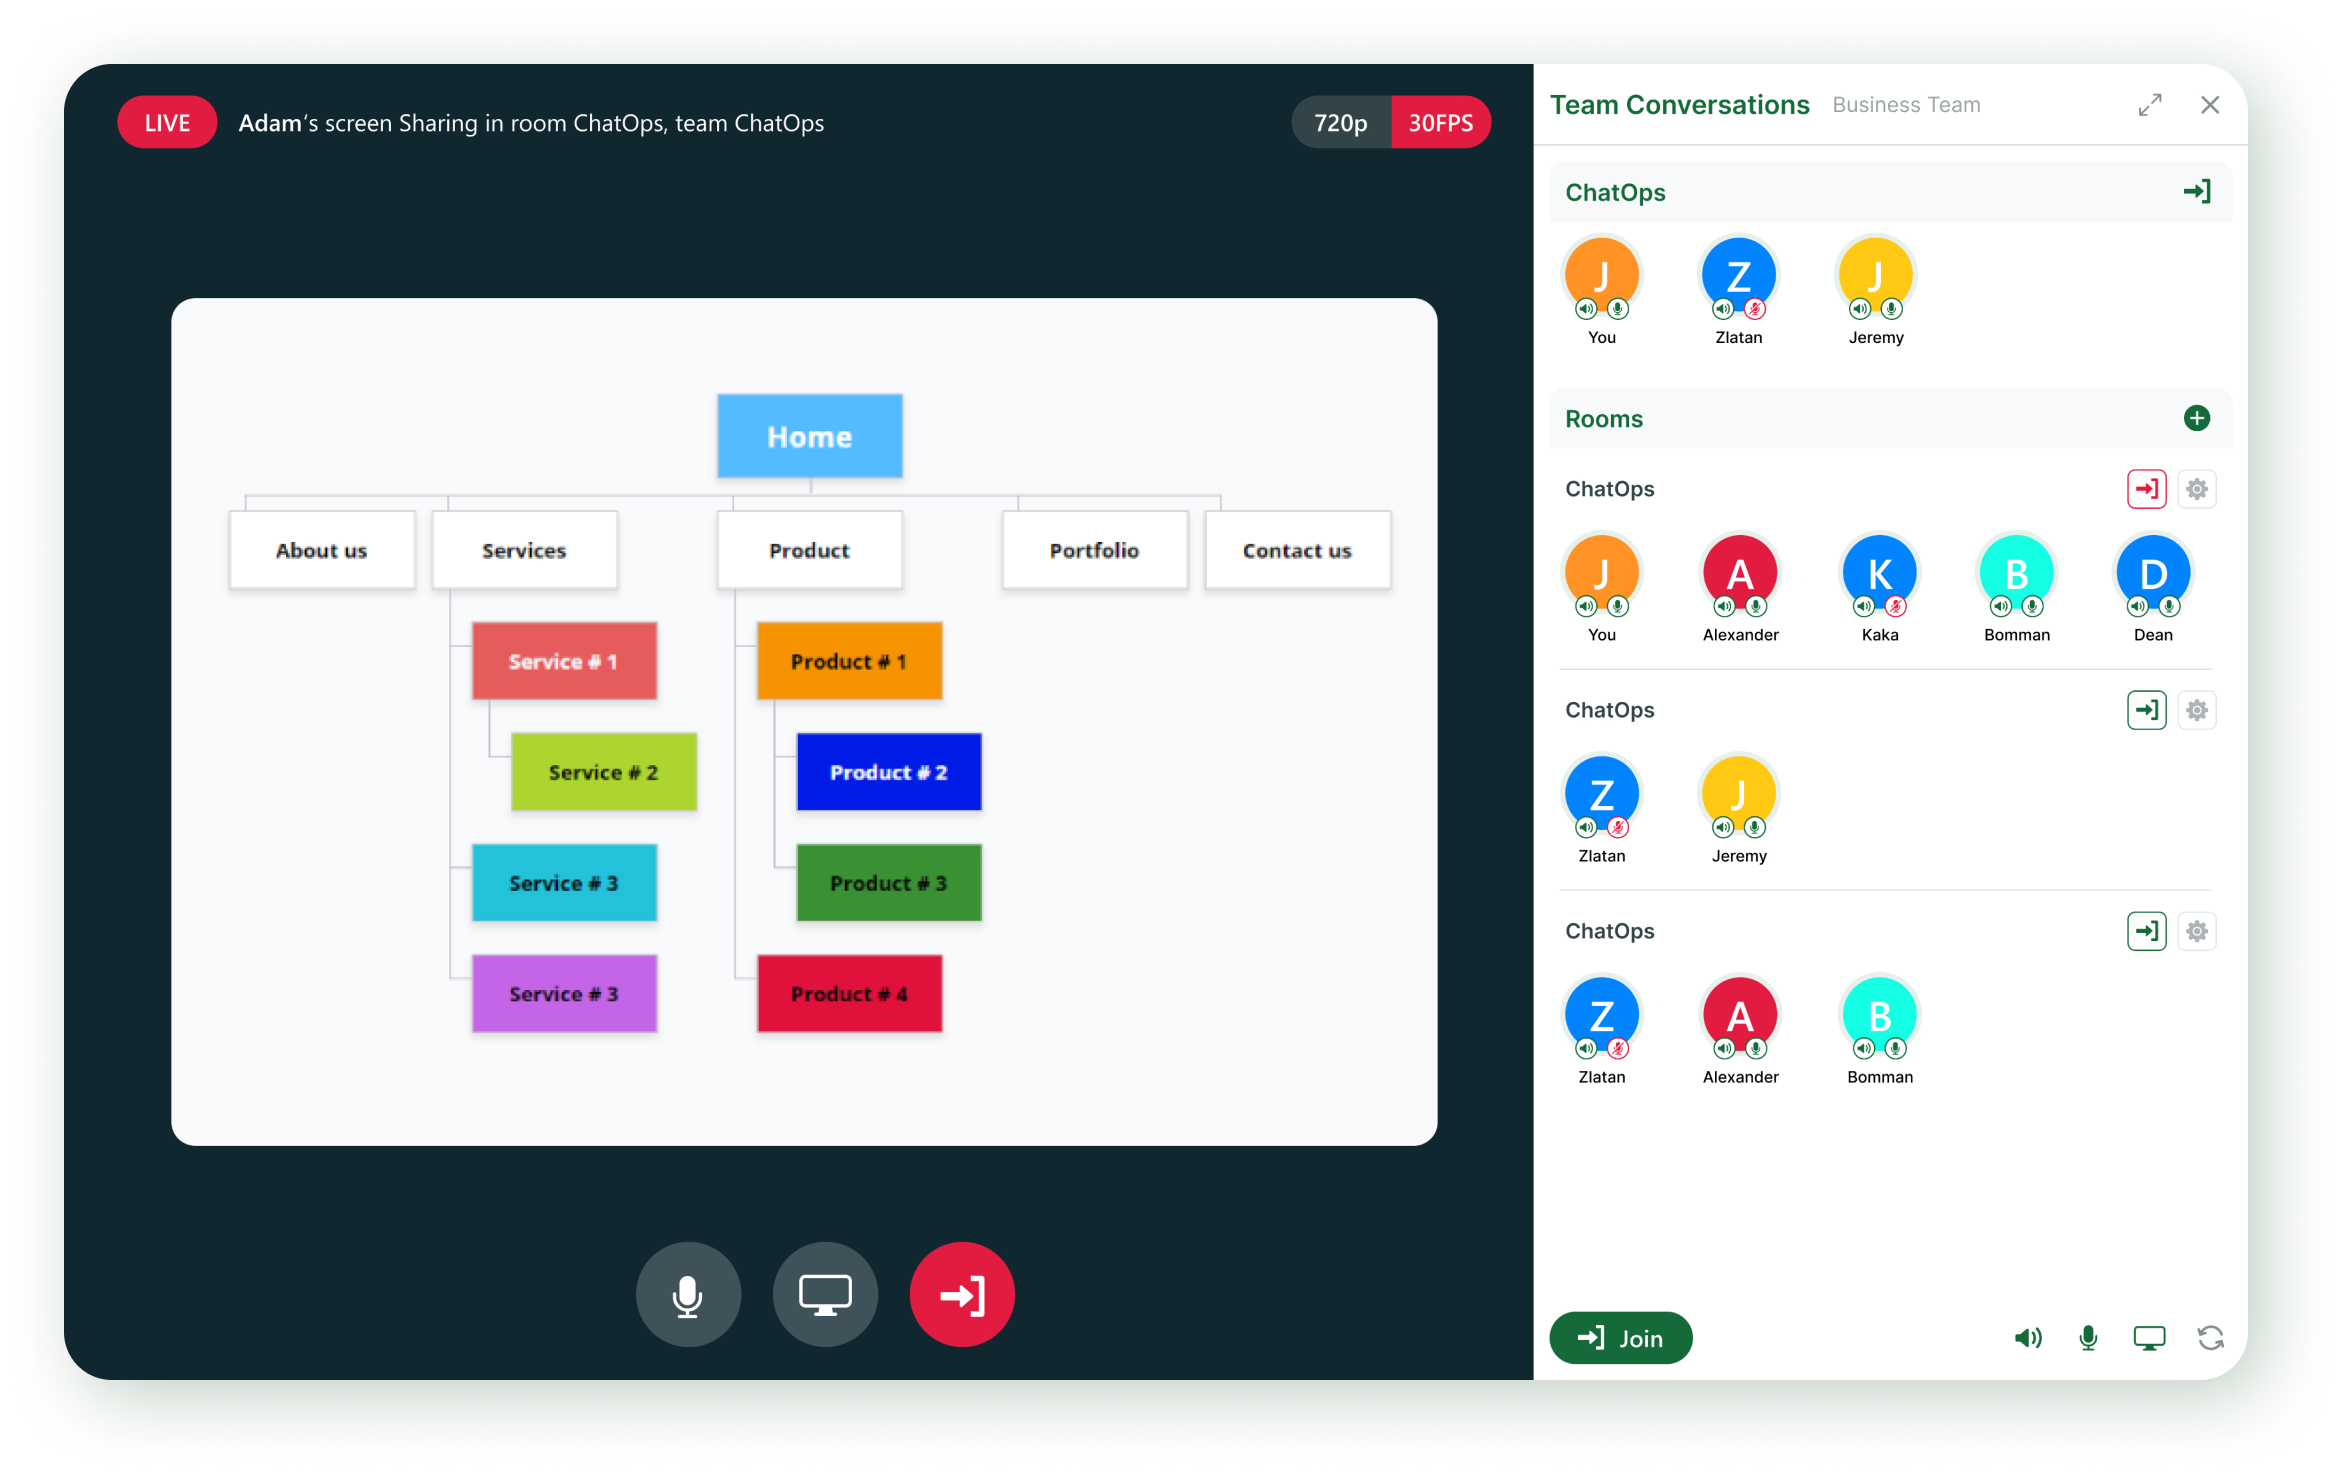 LIVE Adam‘s screen Sharing in room ChatOps, team ChatOps 720p 30FPS
Home
About us Services Product Portfolio Contact us
Service # 1 Product # 1
Service # 2 Product # 2
Service # 3 Product # 3
Service # 3 Product # 4
Team Conversations Business Team
ChatOps
J Z J
You Zlatan Jeremy
Rooms
ChatOps
J A K B D
You Alexander Kaka Bomman Dean
ChatOps
Z J
Zlatan Jeremy
ChatOps
Z A B
Zlatan Alexander Bomman
Join